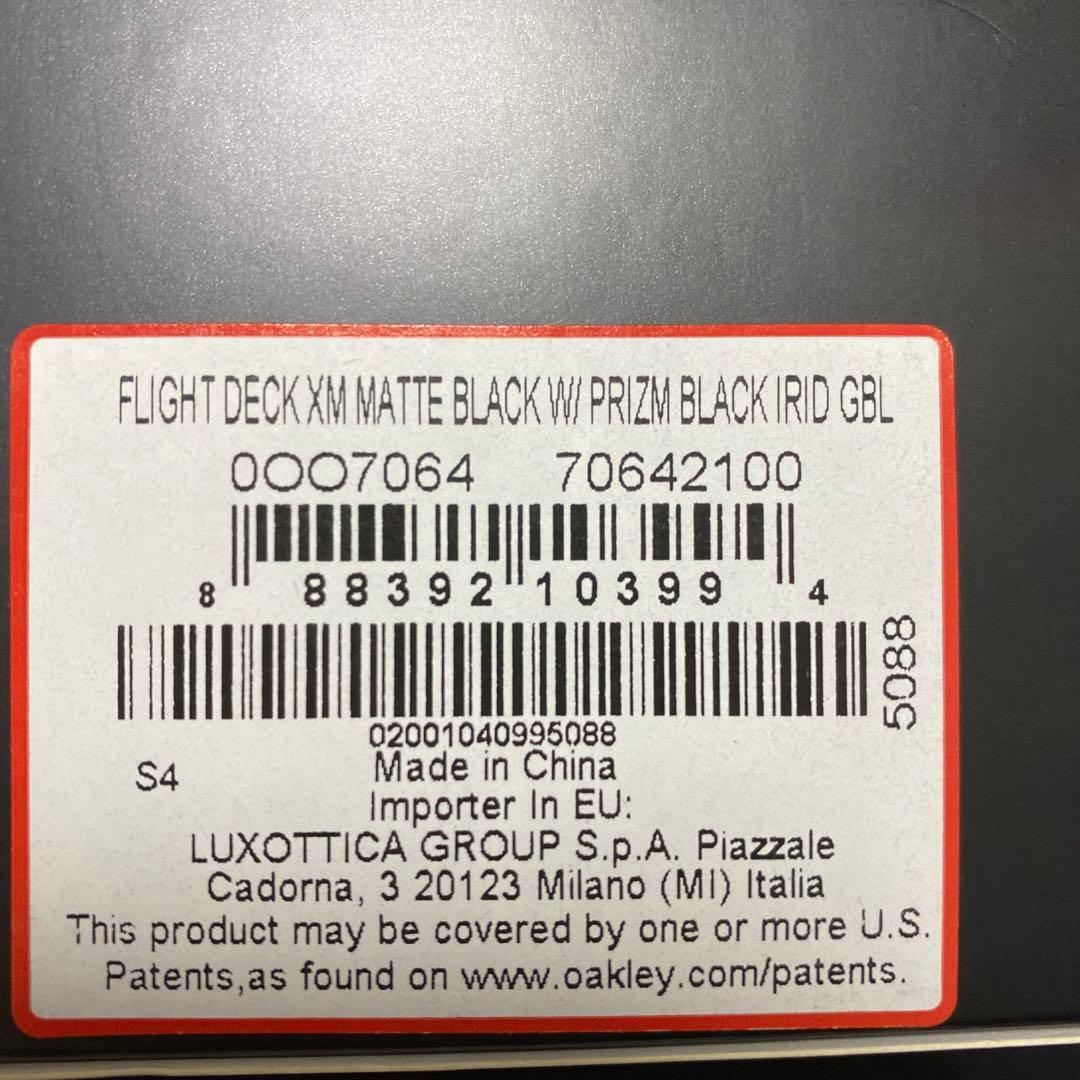 FLIGHT DECK XM MATTE BLACK W/ PRIZM BLACK IRID GBL
0OO7064 70642100
8 88392 10399 4
5088
02001040995088
Made in China
S4
Importer In EU:
LUXOTTICA GROUP S.p.A. Piazzale
Cadorna, 3 20123 Milano (MI) Italia
This product may be covered by one or more U.S.
Patents,as found on www.oakley.com/patents.